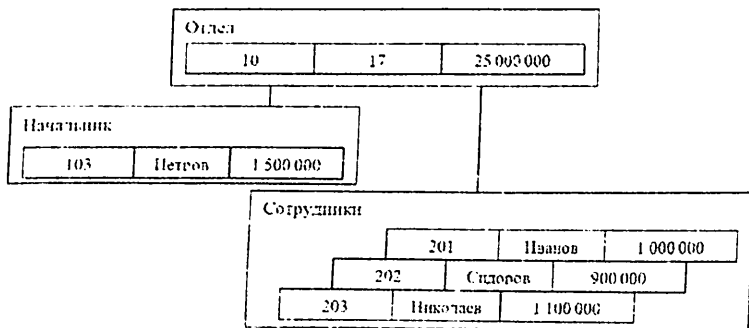 Отдел
10 17 25 000 000
Начальник
103 Петров 1 500 000
Сотрудники
201 Иванов 1 000 000
202 Сидоров 900 000
203 Николаев 1 100 000